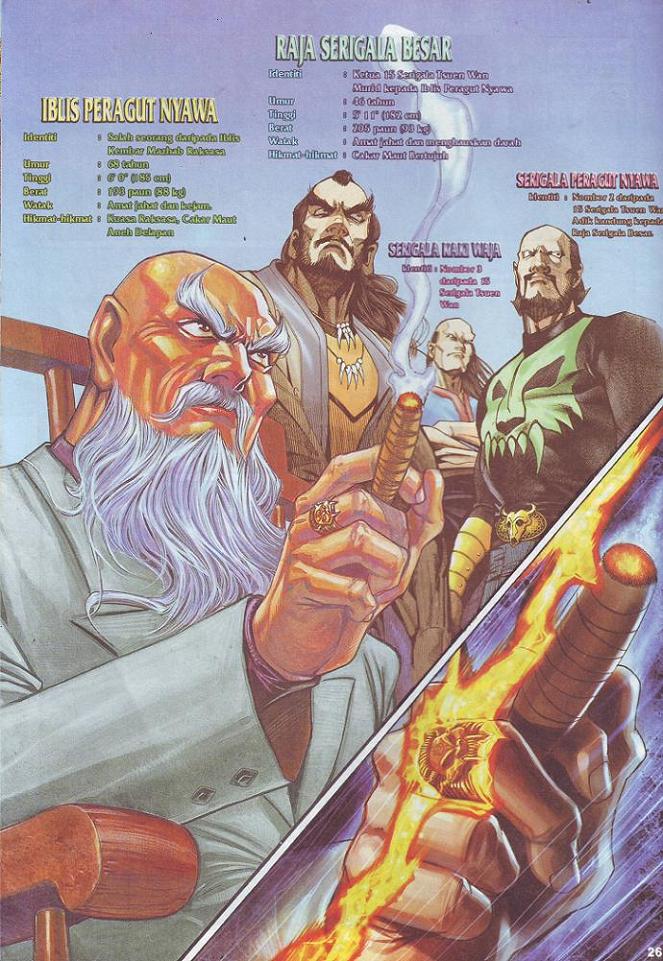 RAJA SERIGALA BESAR
Identiti : Ketua 15 Serigala Tsuen Wan
Murid kepada Iblis Peragut Nyawa
Umur : 46 tahun
Tinggi : 5' 11" (182 cm)
Berat : 205 paun (93 kg)
Watak : Amat jahat dan menghauskan darah
Hikmat-hikmat : Cakar Maut Bertujuh
IBLIS PERAGUT NYAWA
Identiti : Salah seorang daripada Iblis
Kembar Mazhab Raksasa
Umur : 68 tahun
Tinggi : 6' 0" (185 cm)
Berat : 193 paun (88 kg)
Watak : Amat jahat dan kejam.
Hikmat-hikmat : Kuasa Raksasa, Cakar Maut
Aneh Delapan
SERIGALA PERAGUT NYAWA
Identiti : Nombor 2 daripada
15 Serigala Tsuen Wan
Adik kandung kepada
Raja Serigala Besar.
SERIGALA KAKI WAJA
Identiti : Nombor 3
daripada 15
Serigala Tsuen
Wan
26